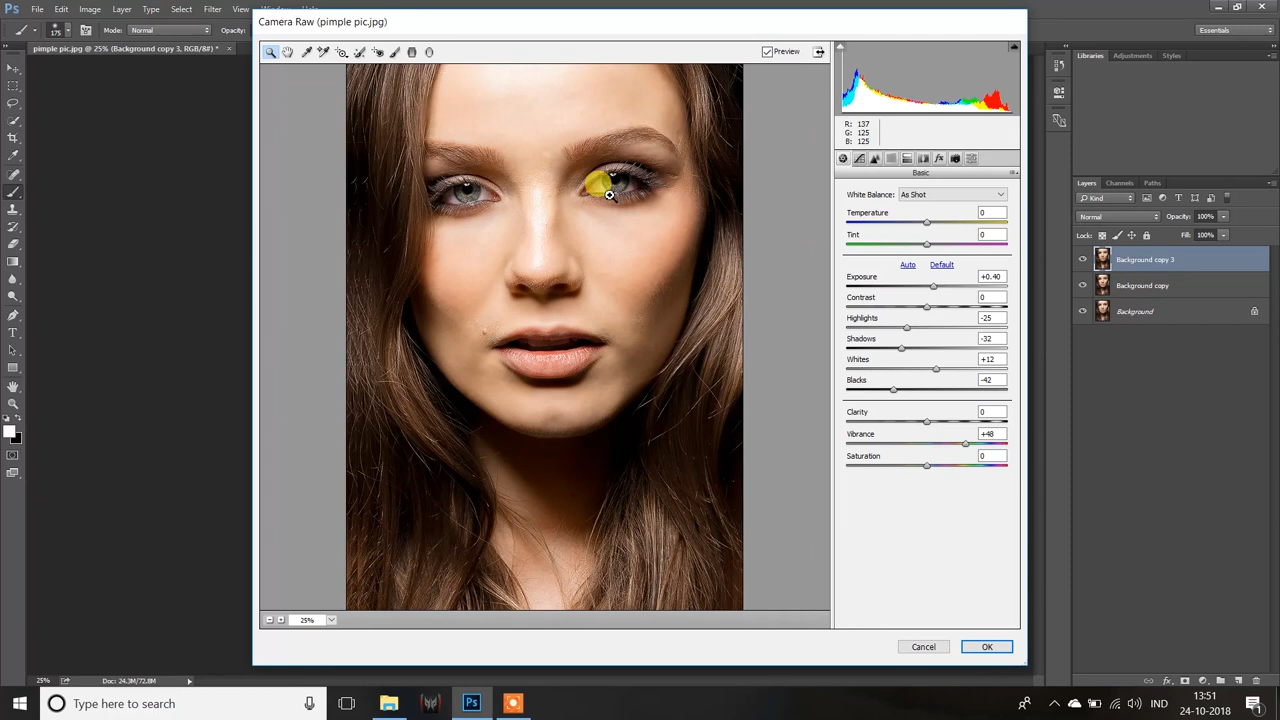 Ps File Edit Image Layer Type Select Filter
Camera Raw (pimple pic.jpg)
175 Mode: Normal Opacity:
Essentials
pimple pic.jpg @ 25% (Background copy 3, RGB/8#) * ×
Preview
Libraries Adjustments Styles
R: 137
G: 125
B: 125
fx
Basic
White Balance: As Shot
Temperature 0
Tint 0
Auto Default
Exposure +0.40
Contrast 0
Highlights -25
Shadows -32
Whites +12
Blacks -42
Clarity 0
Vibrance +48
Saturation 0
Layers Channels Paths
Kind
Normal Opacity: 100%
Lock: Fill: 100%
Background copy 3
Background copy
Background
25%
Cancel OK
25% Doc: 24.3M/72.8M
Type here to search
Ps
IND
13:51
24-10-2018